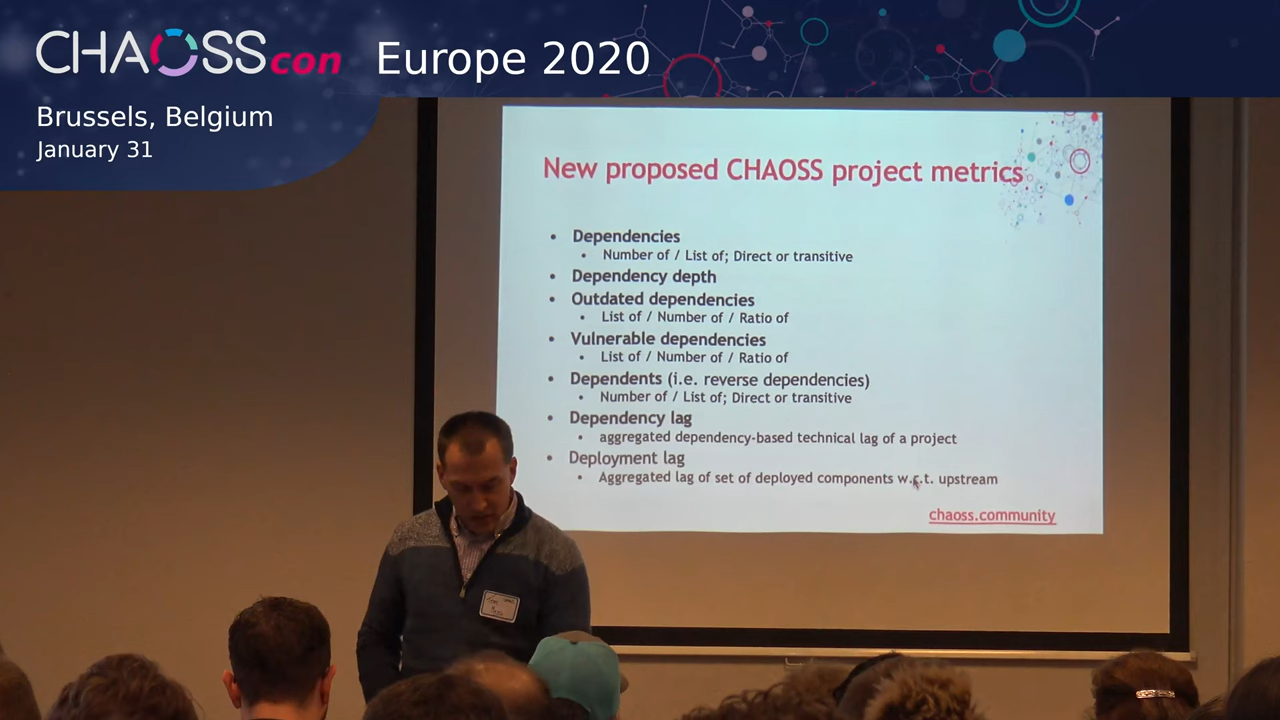 CHAOSScon Europe 2020
Brussels, Belgium
January 31
New proposed CHAOSS project metrics
• Dependencies
• Number of / List of; Direct or transitive
• Dependency depth
• Outdated dependencies
• List of / Number of / Ratio of
• Vulnerable dependencies
• List of / Number of / Ratio of
• Dependents (i.e. reverse dependencies)
• Number of / List of; Direct or transitive
• Dependency lag
• aggregated dependency-based technical lag of a project
• Deployment lag
• Aggregated lag of set of deployed components w.r.t. upstream
chaoss.community